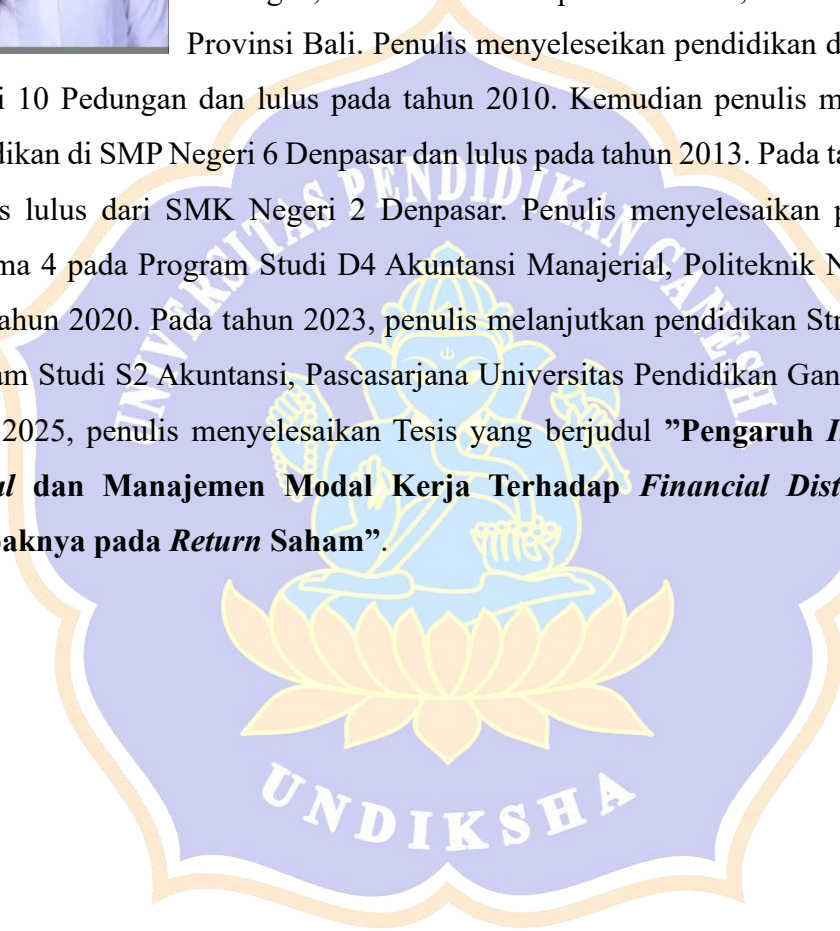 Provinsi Bali. Penulis menyeleseikan pendidikan d
i 10 Pedungan dan lulus pada tahun 2010. Kemudian penulis m
dikan di SMP Negeri 6 Denpasar dan lulus pada tahun 2013. Pada ta
s lulus dari SMK Negeri 2 Denpasar. Penulis menyelesaikan p
ma 4 pada Program Studi D4 Akuntansi Manajerial, Politeknik N
ahun 2020. Pada tahun 2023, penulis melanjutkan pendidikan Str
am Studi S2 Akuntansi, Pascasarjana Universitas Pendidikan Gan
2025, penulis menyelesaikan Tesis yang berjudul ”Pengaruh I
al dan Manajemen Modal Kerja Terhadap Financial Dist
paknya pada Return Saham”.
UNIVERSITAS PENDIDIKAN GANESH
UNDIKSHA